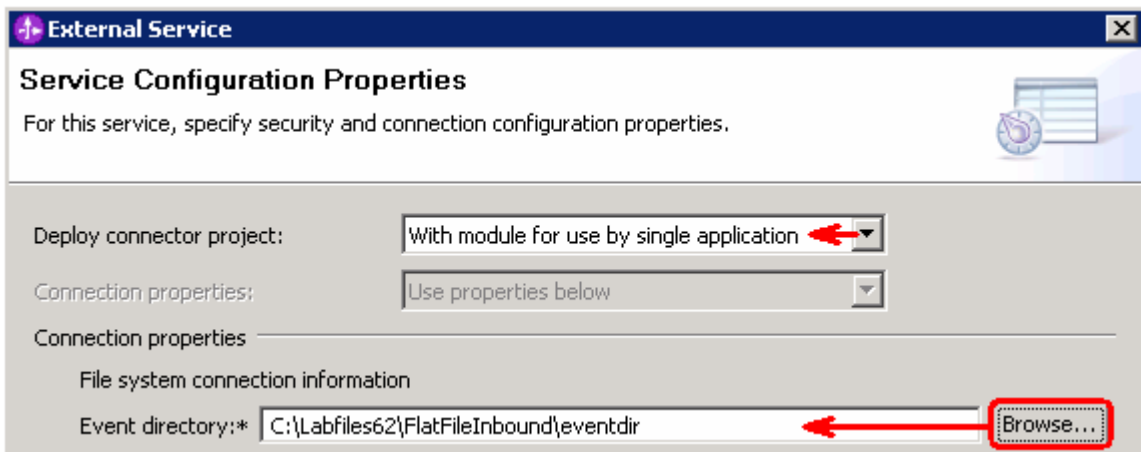 External Service
Service Configuration Properties
For this service, specify security and connection configuration properties.
Deploy connector project: With module for use by single application
Connection properties: Use properties below
Connection properties
File system connection information
Event directory:* C:\Labfiles62\FlatFileInbound\eventdir Browse...